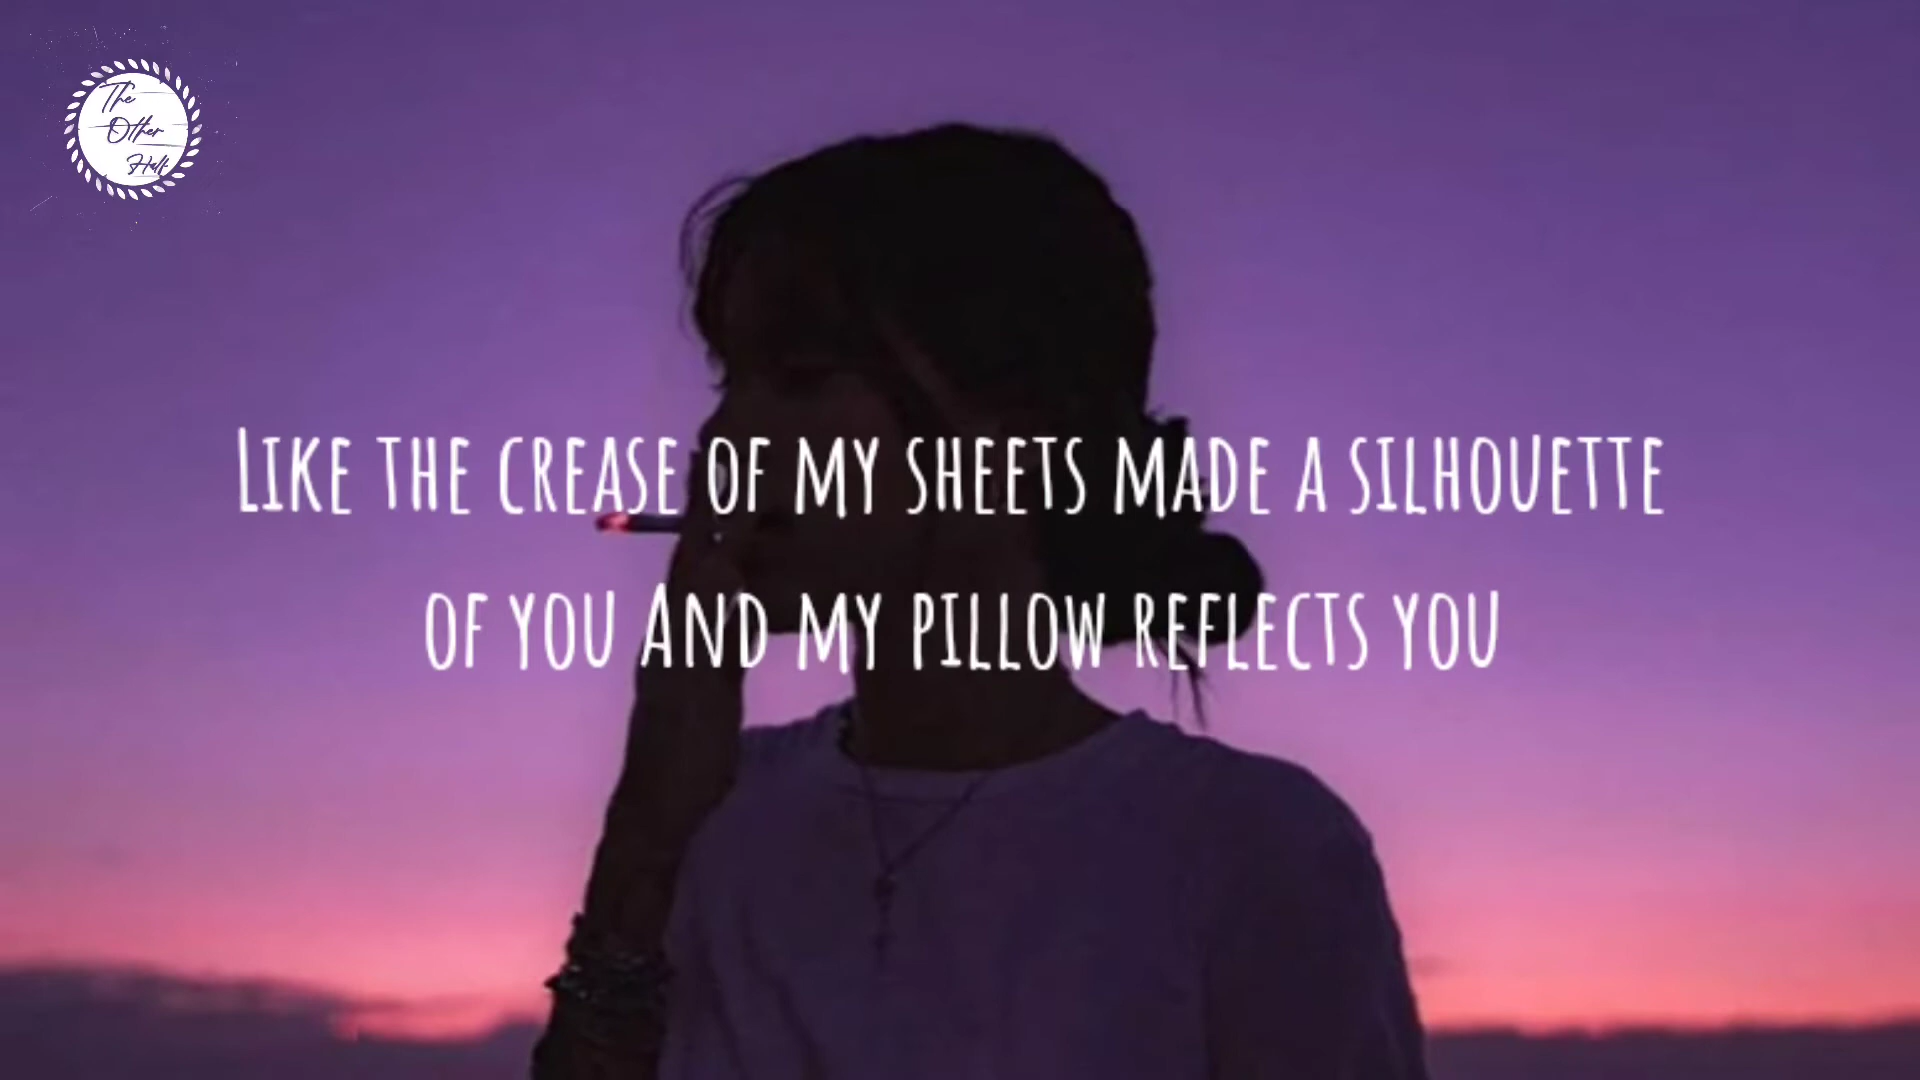 The
Other
Half
Like the crease of my sheets made a silhouette
of you And my pillow reflects you